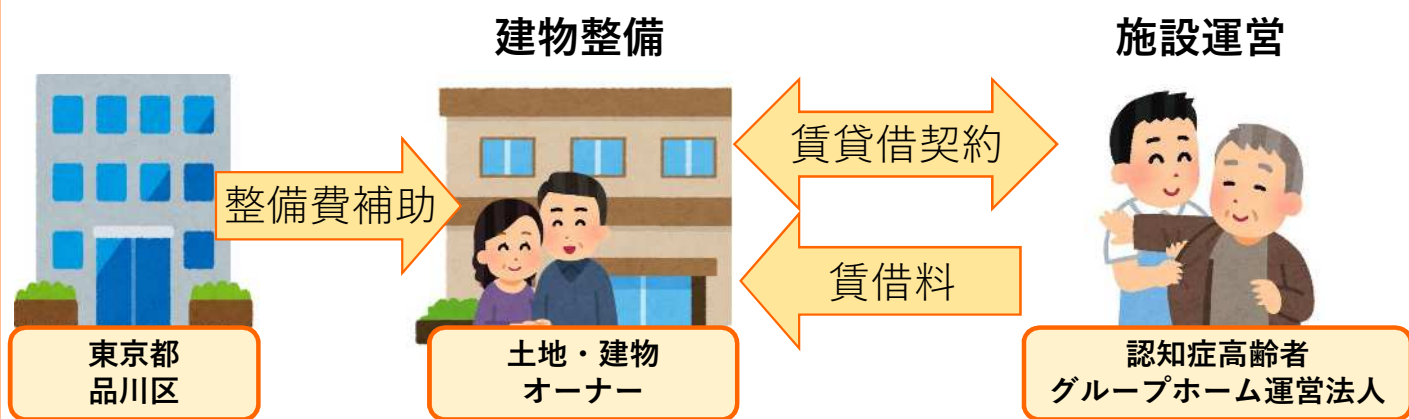 建物整備
施設運営
整備費補助
賃貸借契約
賃借料
東京都
品川区
土地・建物
オーナー
認知症高齢者
グループホーム運営法人